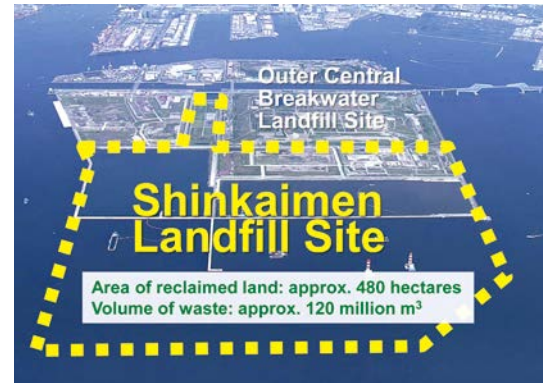 Outer Central
Breakwater
Landfill Site
Shinkaimen
Landfill Site
Area of reclaimed land: approx. 480 hectares
Volume of waste: approx. 120 million m³